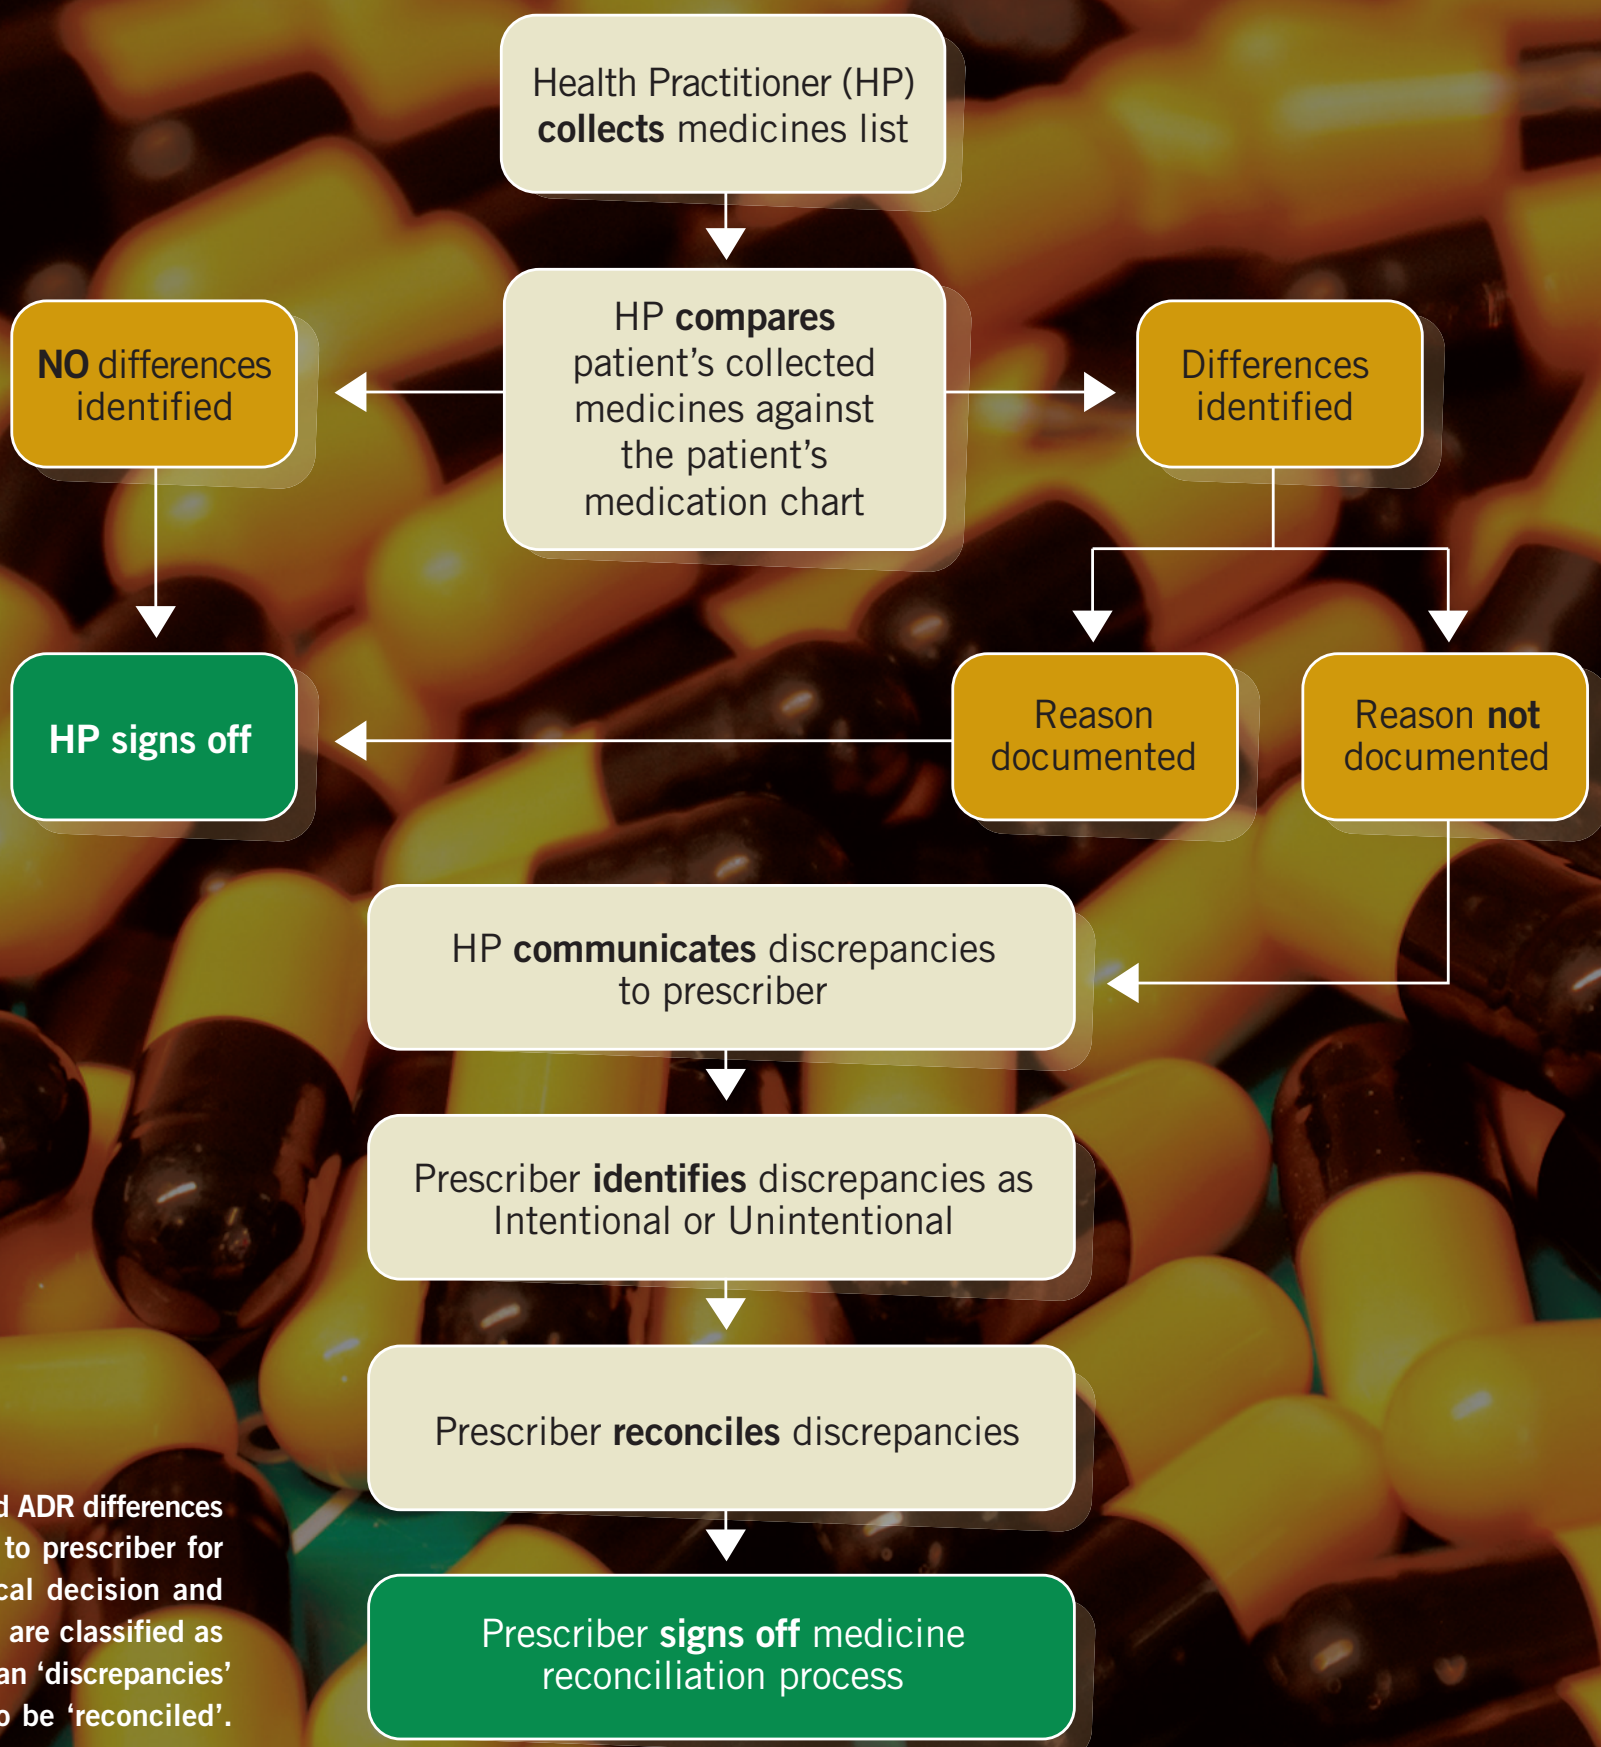 Health Practitioner (HP)
collects medicines list
HP compares
patient's collected
medicines against
the patient's
medication chart
NO differences
identified
Differences
identified
HP signs off
Reason
documented
Reason not
documented
HP communicates discrepancies
to prescriber
Prescriber identifies discrepancies as
Intentional or Unintentional
Prescriber reconciles discrepancies
Prescriber signs off medicine
reconciliation process
ADR differences
to prescriber for
decision and
are classified as
‘discrepancies’
be ‘reconciled’.